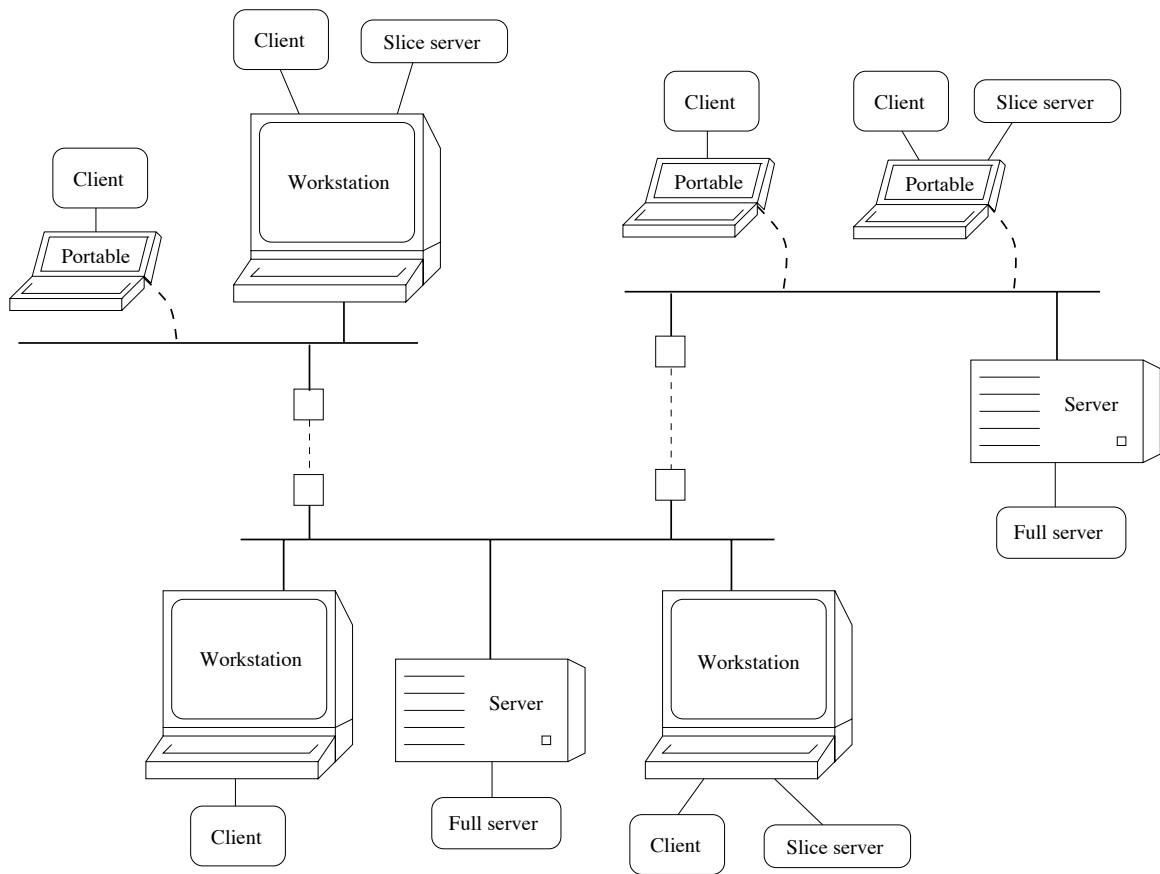 Client
Slice server
Workstation
Client
Portable
Client
Portable
Client
Slice server
Portable
Server
Full server
Workstation
Client
Server
Full server
Workstation
Client
Slice server